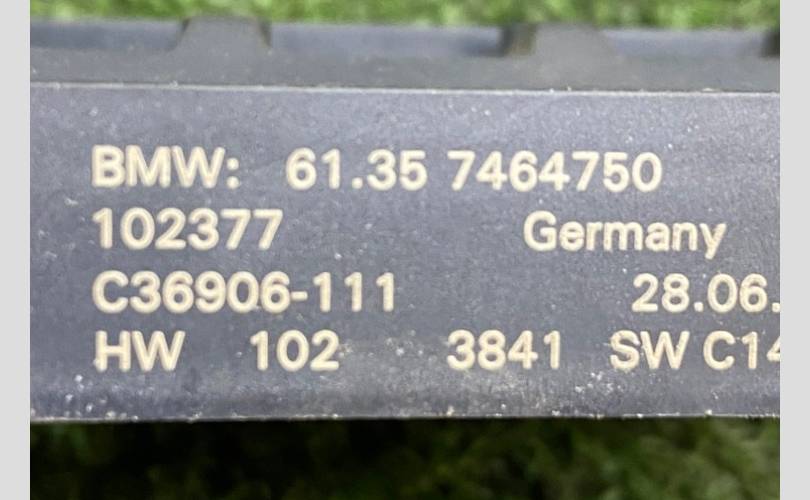 BMW: 61.35 7464750
102377 Germany
C36906-111 28.06.
HW 102 3841 SW C14